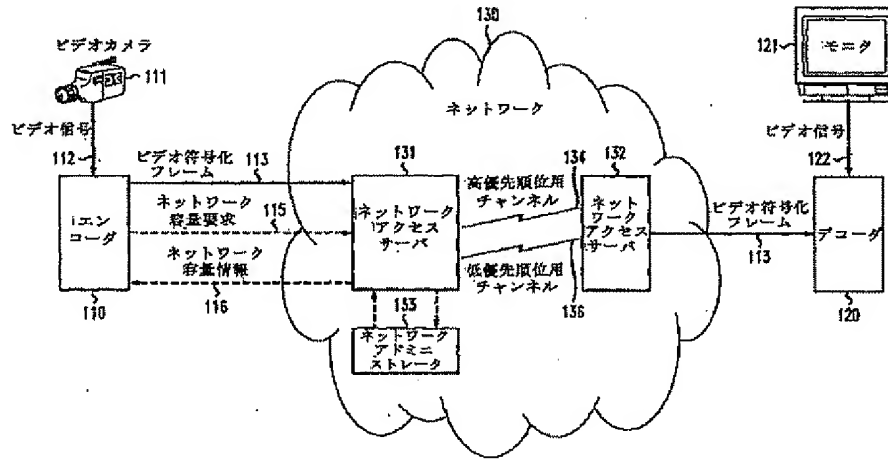 130
ビデオカメラ
111
121
モニタ
ネットワーク
ビデオ信号
112
ビデオ信号
122
ビデオ符号化
フレーム
113
131
134
132
高優先順位用
チャンネル
ネットワーク
容量要求
115
iエンコーダ
ネットワーク
アクセス
サーバ
ネット
ワーク
アクセス
サーバ
ビデオ符号化
フレーム
113
デコーダ
ネットワーク
容量情報
116
低優先順位用
チャンネル
136
110
120
153
ネットワーク
アドミニ
ストレータ